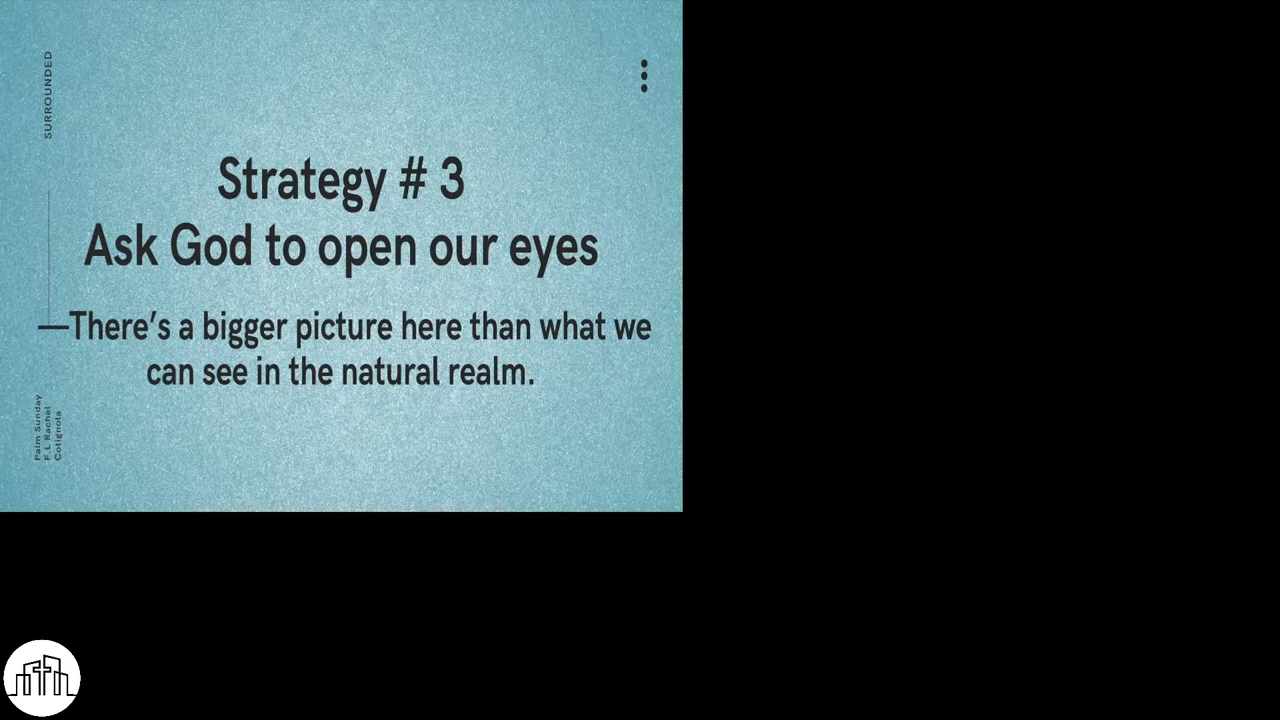 SURROUNDED
Strategy # 3
Ask God to open our eyes
—There’s a bigger picture here than what we
can see in the natural realm.
Palm Sunday
F.L Rachel
Cotignola